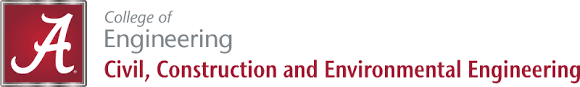 A
College of
Engineering
Civil, Construction and Environmental Engineering